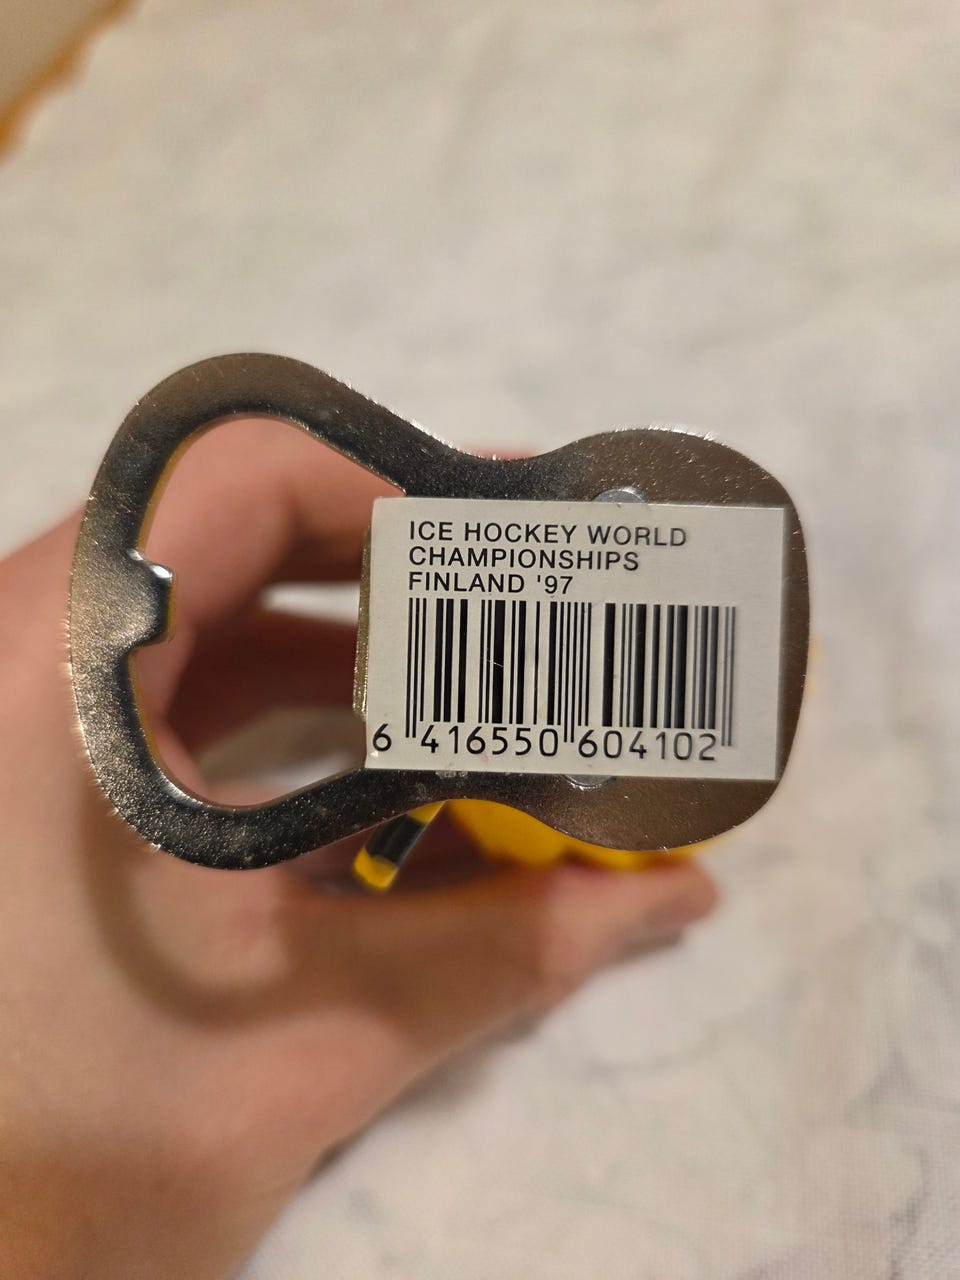 ICE HOCKEY WORLD
CHAMPIONSHIPS
FINLAND '97
6 416550 604102